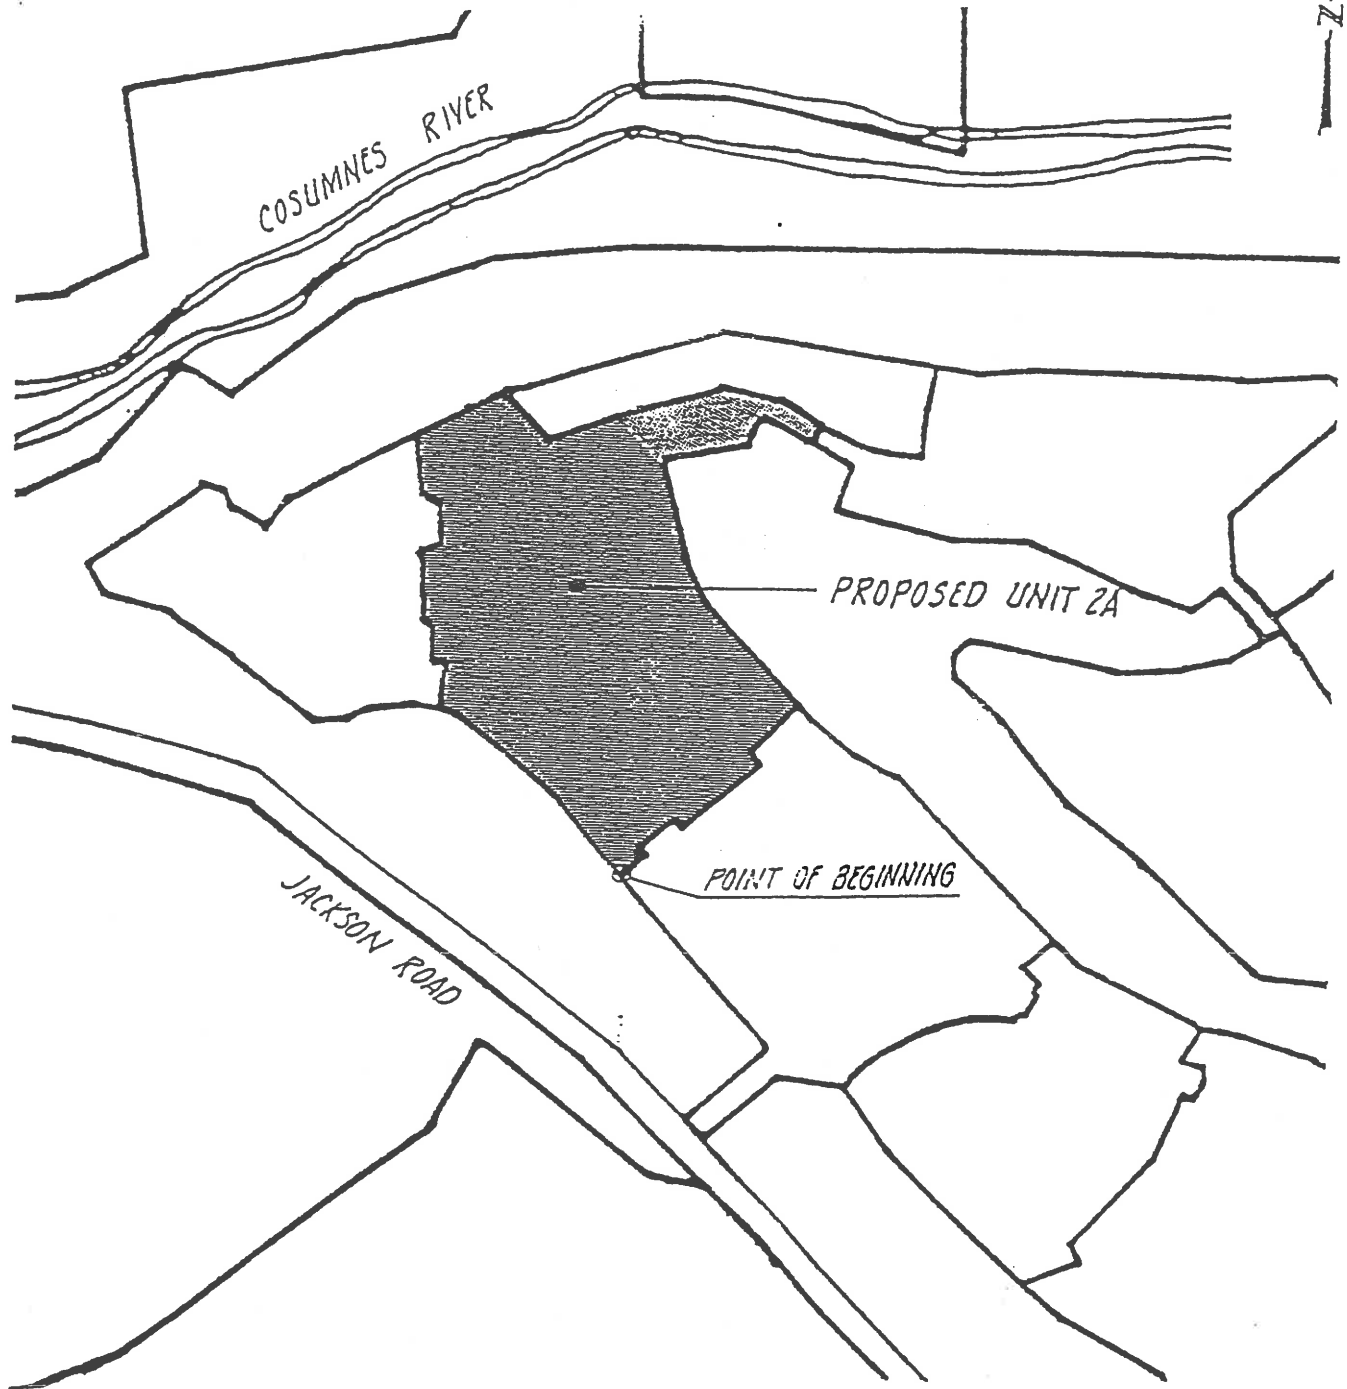 N
COSUMNES RIVER
PROPOSED UNIT 2A
POINT OF BEGINNING
JACKSON ROAD